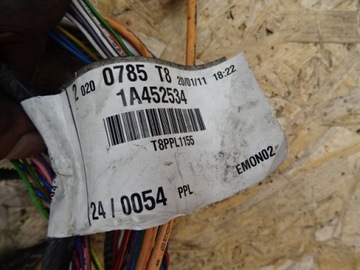 2 020 0785 T8 20/01/11 18:22
1A452534
T8PPL1155
24/0054 PPL EMON02